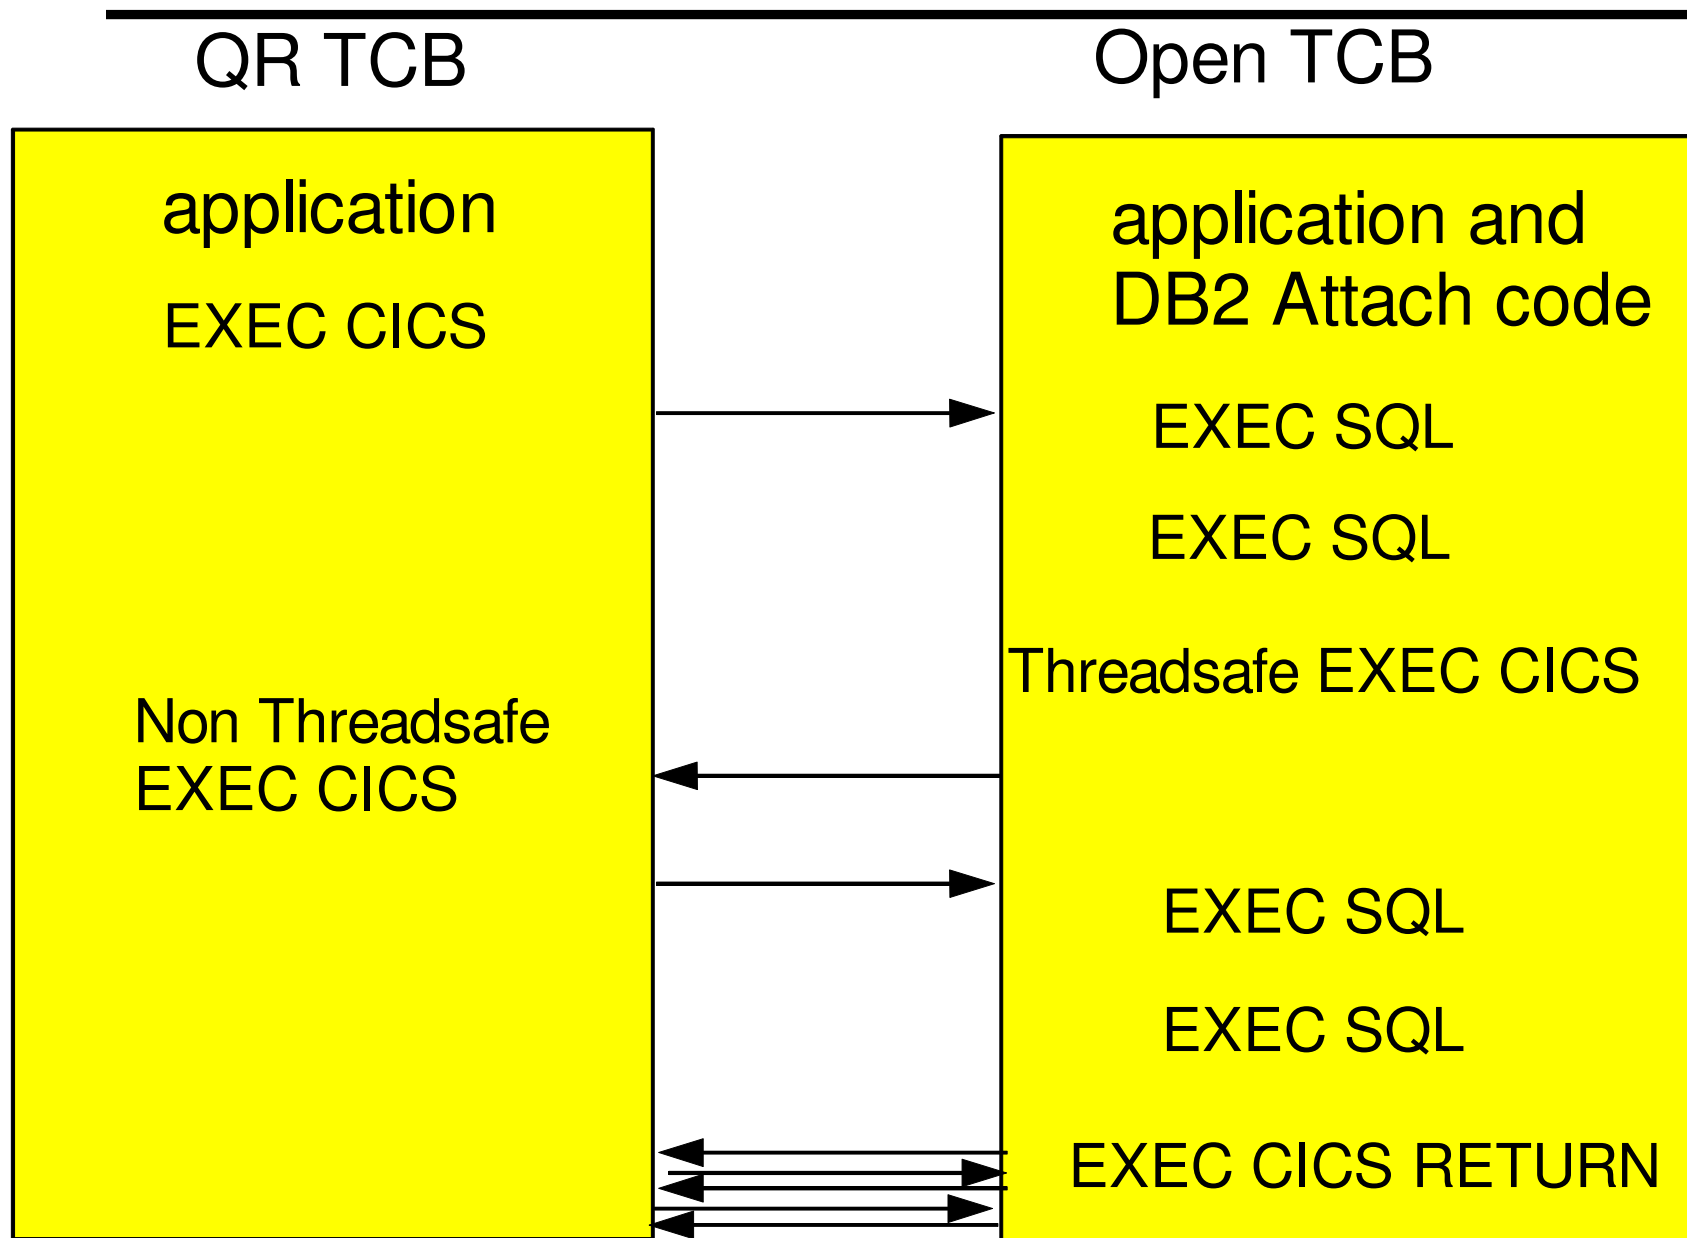 QR TCB
Open TCB
application
EXEC CICS
application and
DB2 Attach code
EXEC SQL
EXEC SQL
Threadsafe EXEC CICS
Non Threadsafe
EXEC CICS
EXEC SQL
EXEC SQL
EXEC CICS RETURN